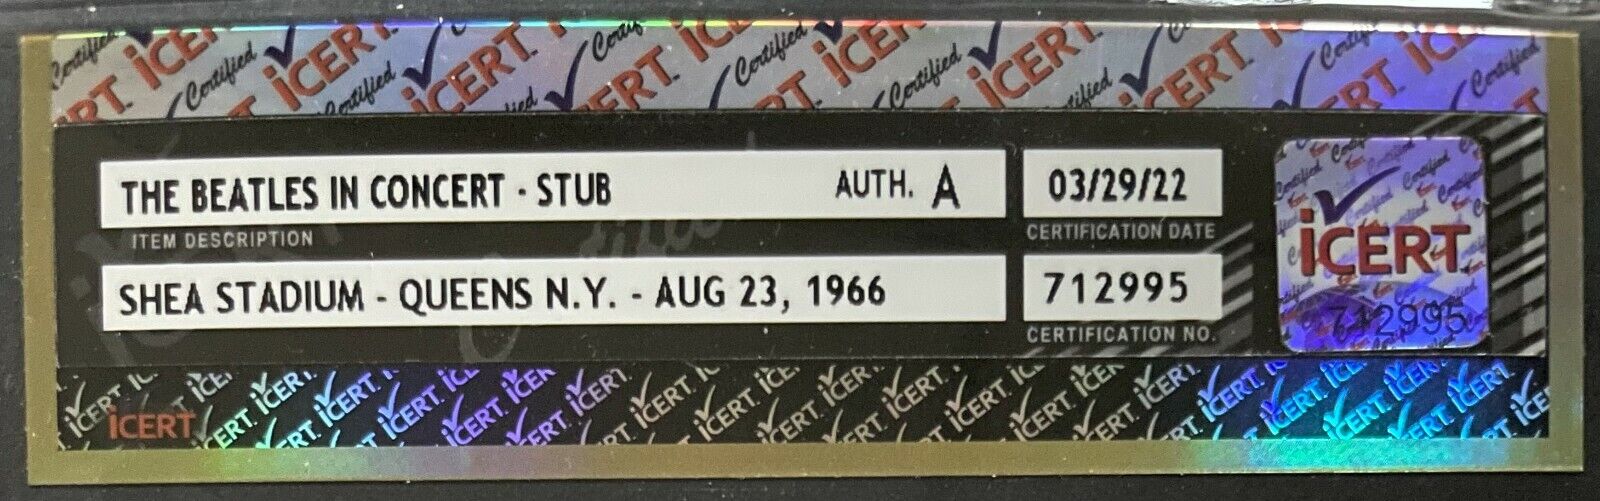 THE BEATLES IN CONCERT - STUB AUTH. A 03/29/22
ITEM DESCRIPTION CERTIFICATION DATE
SHEA STADIUM - QUEENS N.Y. - AUG 23, 1966 712995
CERTIFICATION NO.
iCERT
712995
iCERT